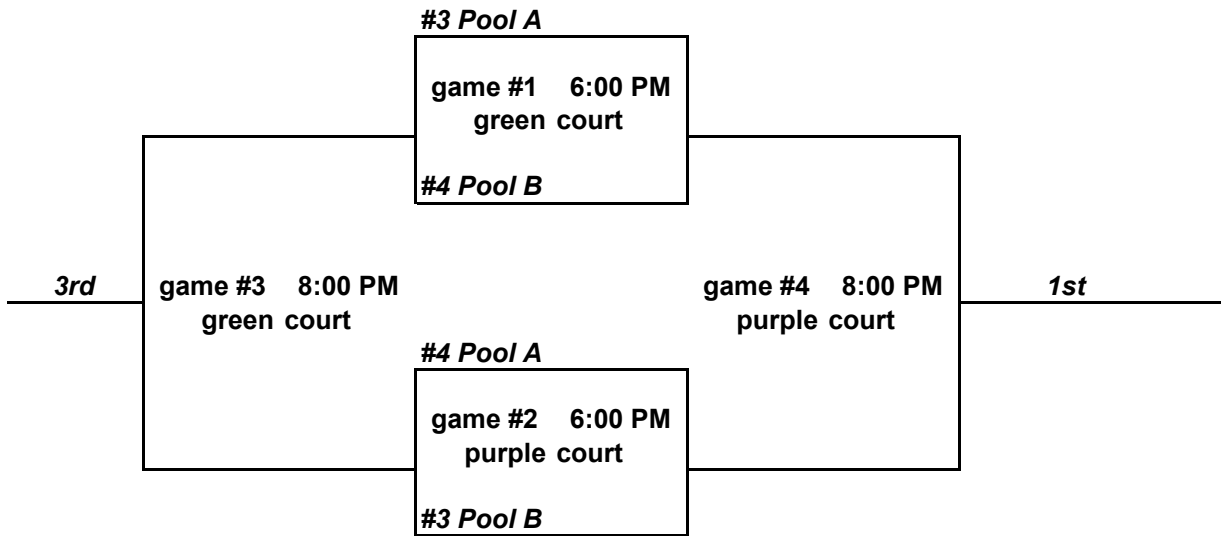 #3 Pool A
game #1 6:00 PM
green court
#4 Pool B
3rd
game #3 8:00 PM
green court
game #4 8:00 PM
purple court
1st
#4 Pool A
game #2 6:00 PM
purple court
#3 Pool B